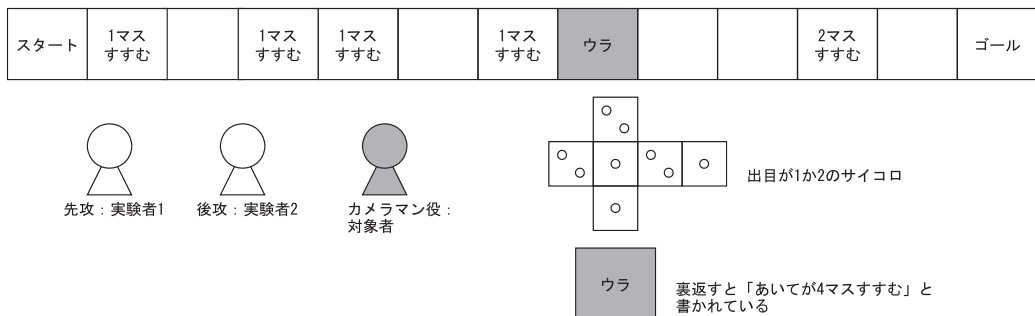 スタート
1マス
すすむ
1マス
すすむ
1マス
すすむ
1マス
すすむ
ウラ
2マス
すすむ
ゴール
先攻：実験者1
後攻：実験者2
カメラマン役：
対象者
出目が1か2のサイコロ
ウラ
裏返すと「あいてが4マスすすむ」と
書かれている